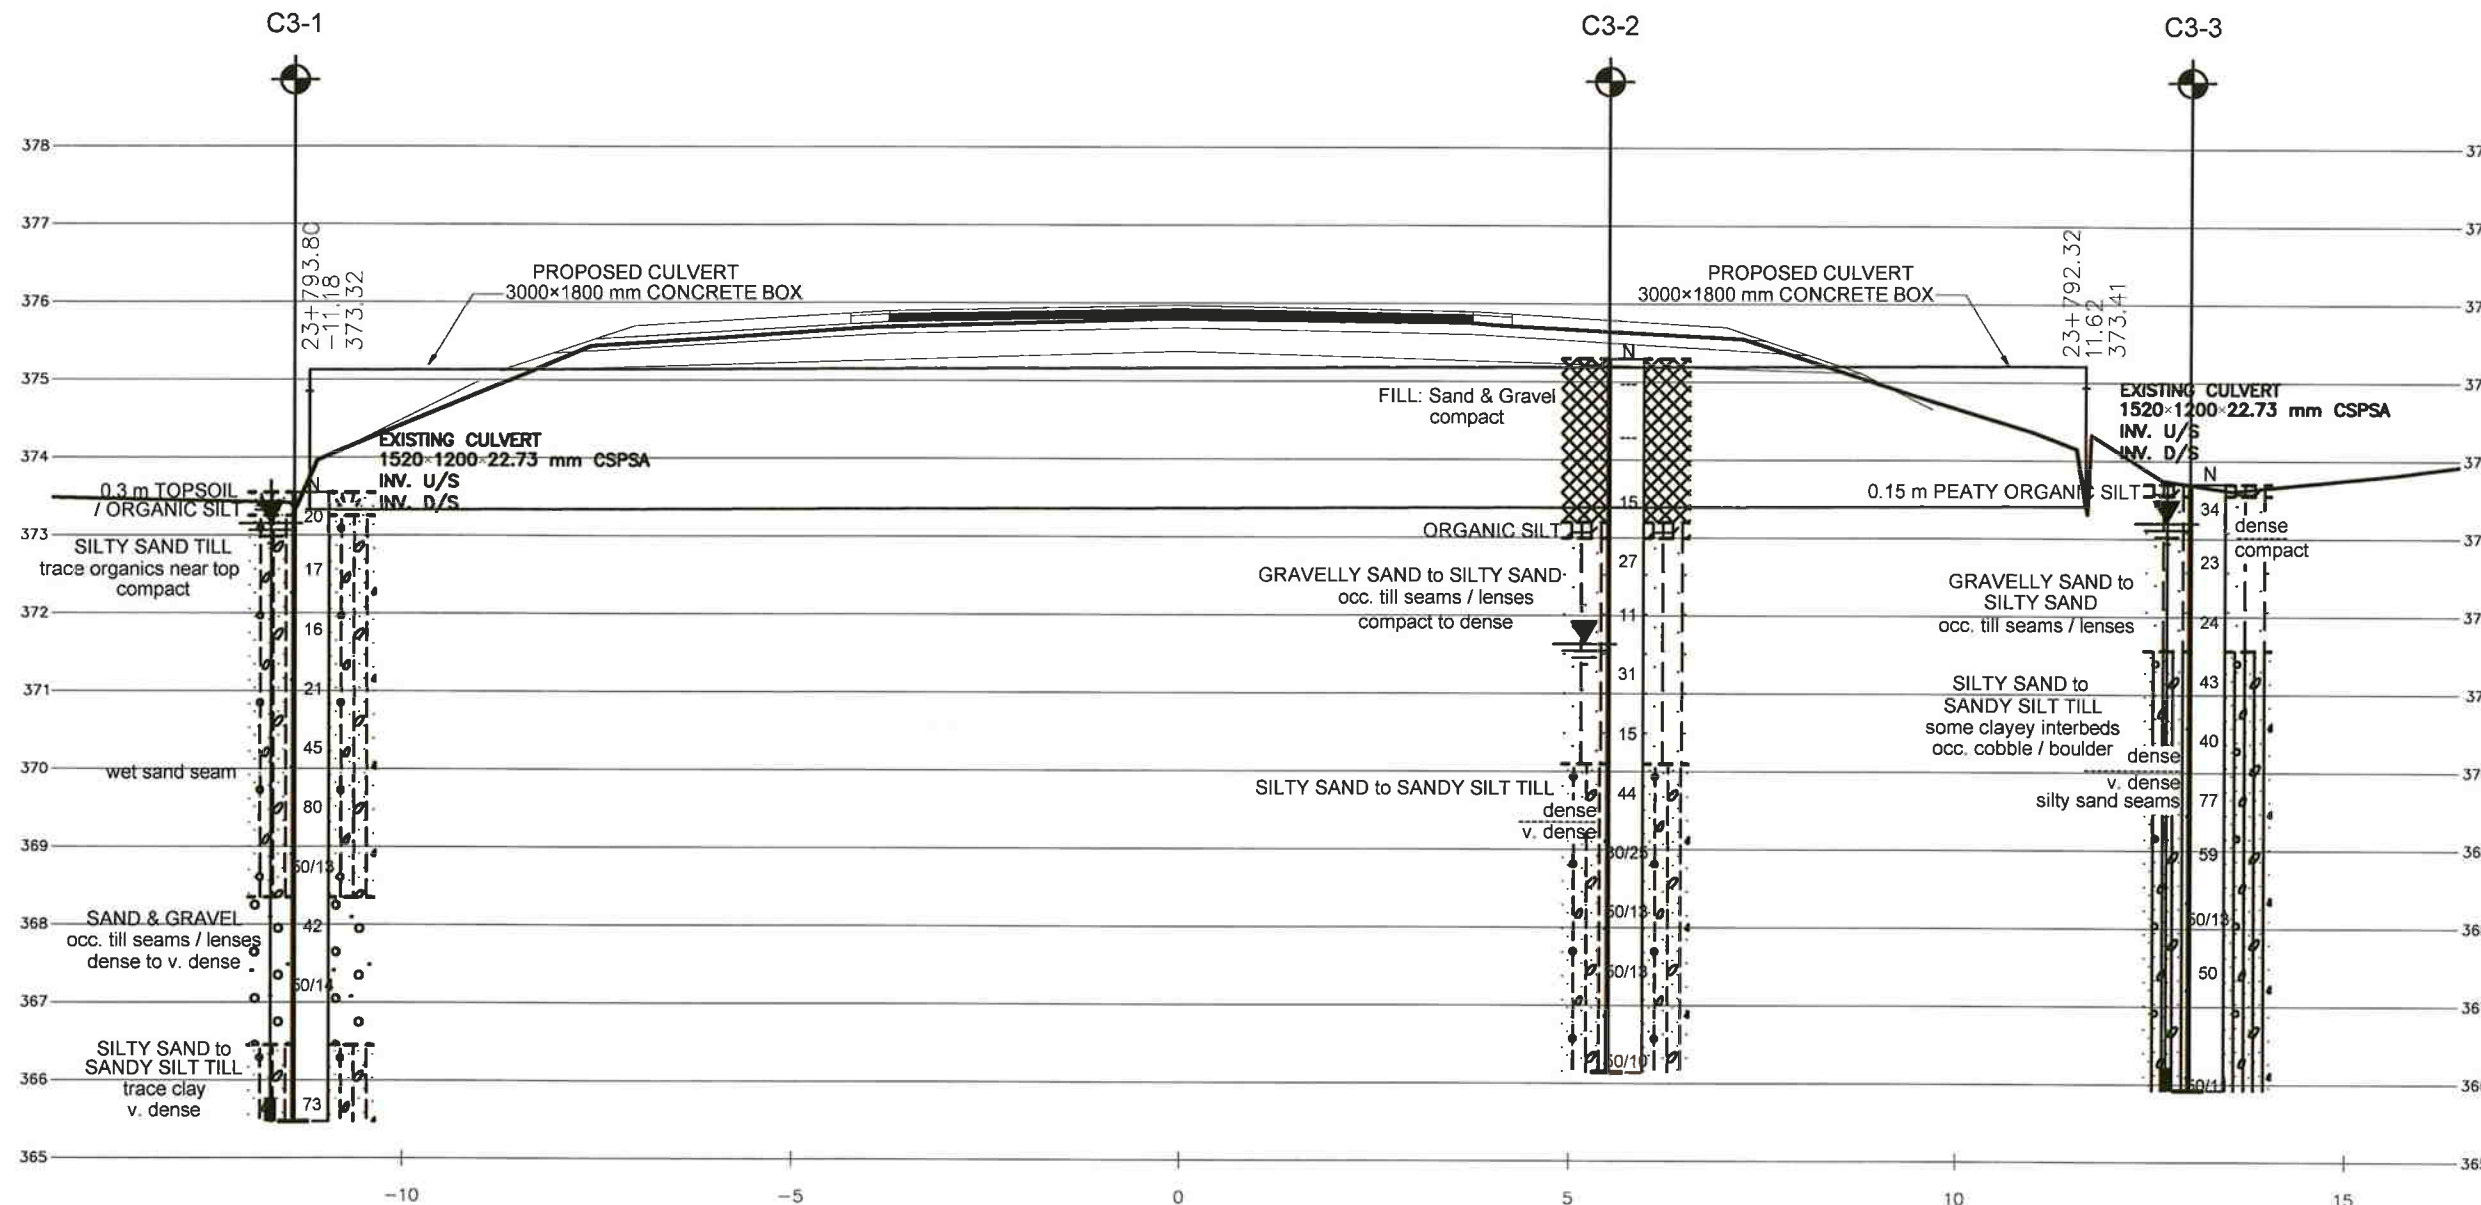 C3-1
C3-2
C3-3
378
377
376
375
374
373
372
371
370
369
368
367
366
365
23+793.80
-11.18
373.32
PROPOSED CULVERT
3000×1800 mm CONCRETE BOX
PROPOSED CULVERT
3000×1800 mm CONCRETE BOX
23+792.32
11.62
373.41
EXISTING CULVERT
1520×1200×22.73 mm CSPSA
INV. U/S
INV. D/S
EXISTING CULVERT
1520×1200×22.73 mm CSPSA
INV. U/S
INV. D/S
0.3 m TOPSOIL
/ ORGANIC SILT
SILTY SAND TILL
trace organics near top
compact
wet sand seam
SAND & GRAVEL
occ. till seams / lenses
dense to v. dense
SILTY SAND to
SANDY SILT TILL
trace clay
v. dense
N
20
17
16
21
45
80
50/13
42
50/14
73
FILL: Sand & Gravel
compact
ORGANIC SILT
GRAVELLY SAND to SILTY SAND
occ. till seams / lenses
compact to dense
SILTY SAND to SANDY SILT TILL
dense
v. dense
N
---
---
15
27
11
31
15
44
80/25
50/13
50/13
50/10
0.15 m PEATY ORGANIC SILT
dense
compact
GRAVELLY SAND to
SILTY SAND
occ. till seams / lenses
SILTY SAND to
SANDY SILT TILL
some clayey interbeds
occ. cobble / boulder
dense
v. dense
silty sand seams
N
34
23
24
43
40
77
59
50/13
50
50/11
-10
-5
0
5
10
15